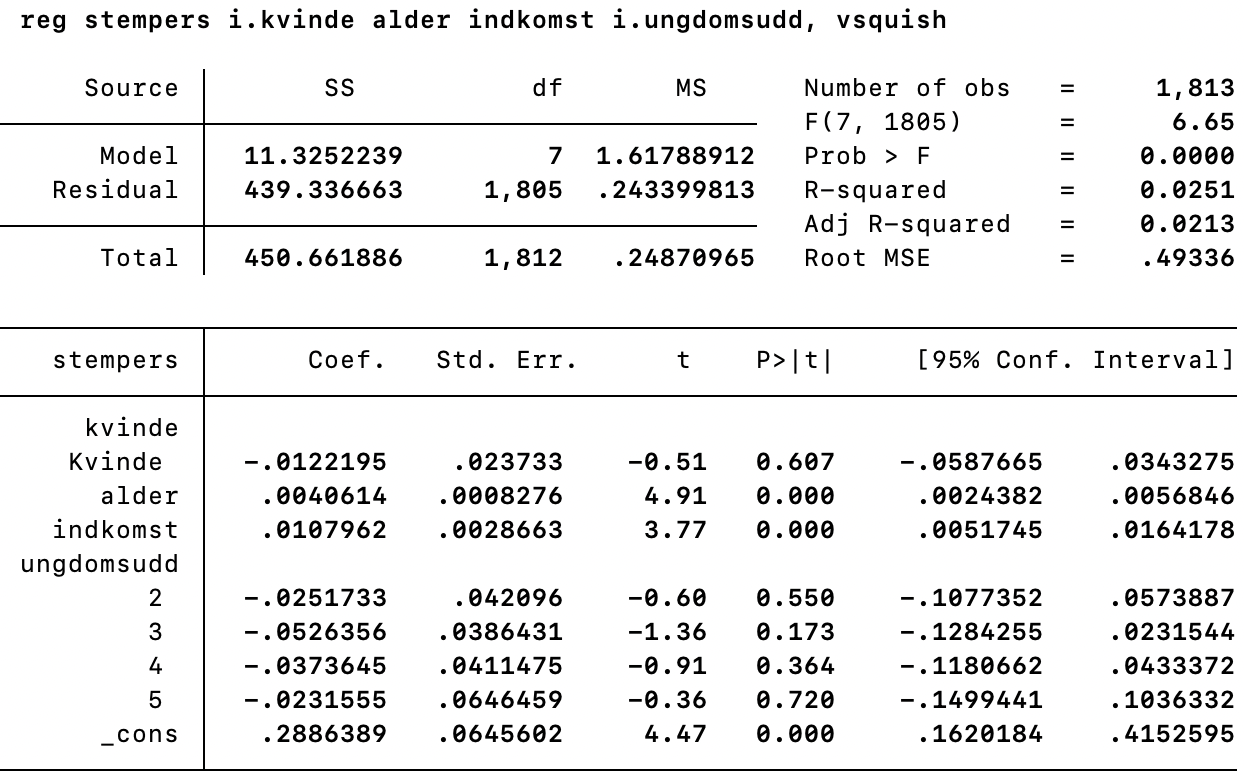 reg stempers i.kvinde alder indkomst i.ungdomsudd, vsquish
Source SS df MS Number of obs = 1,813
F(7, 1805) = 6.65
Model 11.3252239 7 1.61788912 Prob > F = 0.0000
Residual 439.336663 1,805 .243399813 R-squared = 0.0251
Adj R-squared = 0.0213
Total 450.661886 1,812 .24870965 Root MSE = .49336
stempers Coef. Std. Err. t P>|t| [95% Conf. Interval]
kvinde
Kvinde -.0122195 .023733 -0.51 0.607 -.0587665 .0343275
alder .0040614 .0008276 4.91 0.000 .0024382 .0056846
indkomst .0107962 .0028663 3.77 0.000 .0051745 .0164178
ungdomsudd
2 -.0251733 .042096 -0.60 0.550 -.1077352 .0573887
3 -.0526356 .0386431 -1.36 0.173 -.1284255 .0231544
4 -.0373645 .0411475 -0.91 0.364 -.1180662 .0433372
5 -.0231555 .0646459 -0.36 0.720 -.1499441 .1036332
_cons .2886389 .0645602 4.47 0.000 .1620184 .4152595